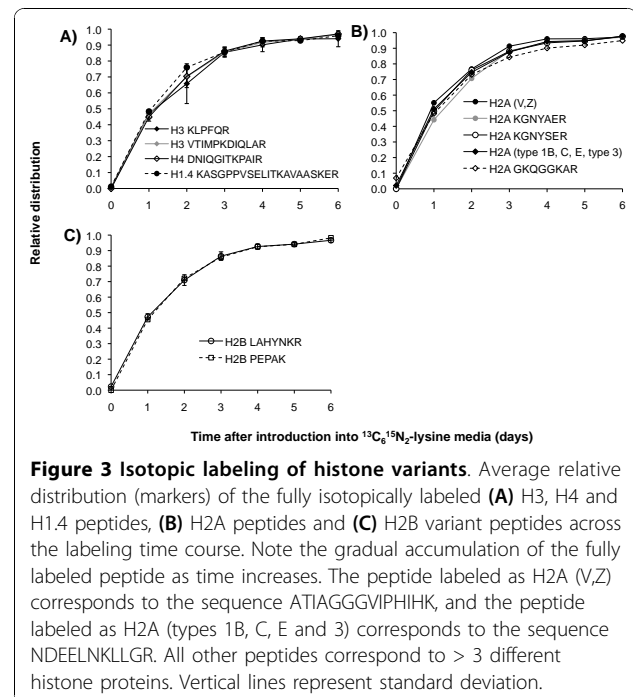 A)
1.0
0.9
0.8
0.7
0.6
0.5
0.4
0.3
0.2
0.1
0.0
0 1 2 3 4 5 6
H3 KLPFQR
H3 VTIMPKDIQLAR
H4 DNIQGITKPAIR
H1.4 KASGPPVSELITKAVAASKER
B)
1.0
0.9
0.8
0.7
0.6
0.5
0.4
0.3
0.2
0.1
0.0
0 1 2 3 4 5 6
H2A (V,Z)
H2A KGNYAER
H2A KGNYSER
H2A (type 1B, C, E, type 3)
H2A GKQGGKAR
Relative distribution
C)
1.0
0.9
0.8
0.7
0.6
0.5
0.4
0.3
0.2
0.1
0.0
0 1 2 3 4 5 6
H2B LAHYNKR
H2B PEPAK
Time after introduction into ¹³C₆¹⁵N₂-lysine media (days)
Figure 3 Isotopic labeling of histone variants. Average relative
distribution (markers) of the fully isotopically labeled (A) H3, H4 and
H1.4 peptides, (B) H2A peptides and (C) H2B variant peptides across
the labeling time course. Note the gradual accumulation of the fully
labeled peptide as time increases. The peptide labeled as H2A (V,Z)
corresponds to the sequence ATIAGGGVIPHIHK, and the peptide
labeled as H2A (types 1B, C, E and 3) corresponds to the sequence
NDEELNKLLGR. All other peptides correspond to > 3 different
histone proteins. Vertical lines represent standard deviation.